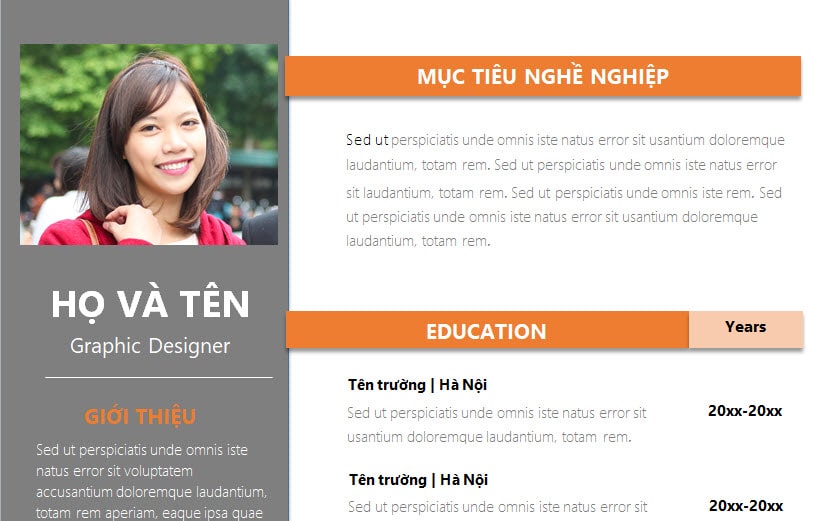 HỌ VÀ TÊN
Graphic Designer
GIỚI THIỆU
Sed ut perspiciatis unde omnis iste
natus error sit voluptatem
accusantium doloremque laudantium,
totam rem aperiam, eaque ipsa quae
MỤC TIÊU NGHỀ NGHIỆP
Sed ut perspiciatis unde omnis iste natus error sit usantium doloremque
laudantium, totam rem. Sed ut perspiciatis unde omnis iste natus error
sit laudantium, totam rem. Sed ut perspiciatis unde omnis iste rem. Sed
ut perspiciatis unde omnis iste natus error sit usantium doloremque
laudantium, totam rem.
EDUCATION
Years
Tên trường | Hà Nội
Sed ut perspiciatis unde omnis iste natus error sit
usantium doloremque laudantium, totam rem.
20xx-20xx
Tên trường | Hà Nội
Sed ut perspiciatis unde omnis iste natus error sit
20xx-20xx